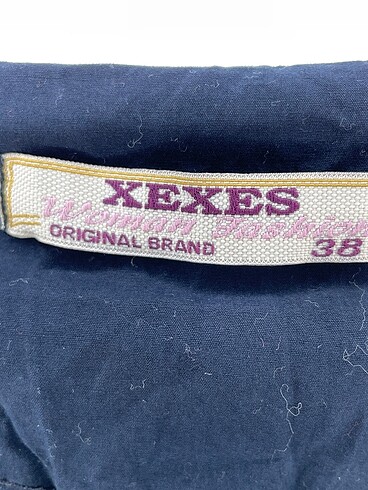 XEXES
Woman Fashion
ORIGINAL BRAND
38